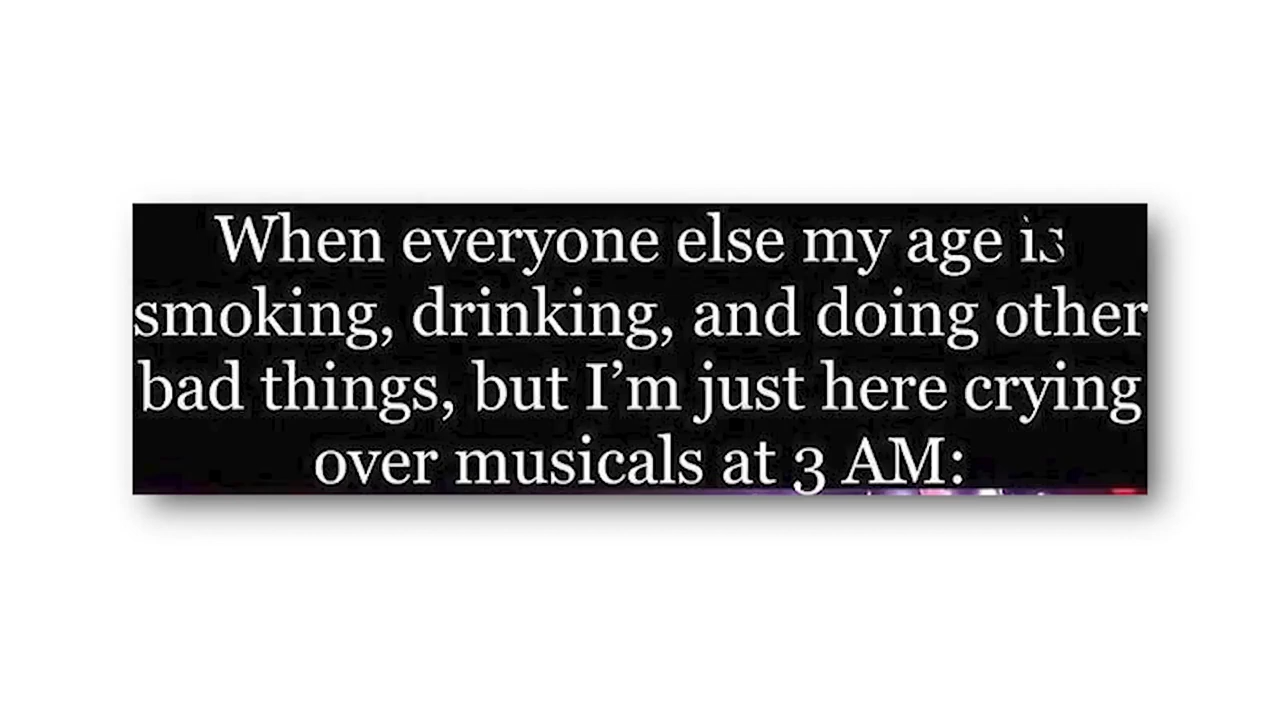 When everyone else my age is
smoking, drinking, and doing other
bad things, but I’m just here crying
over musicals at 3 AM: